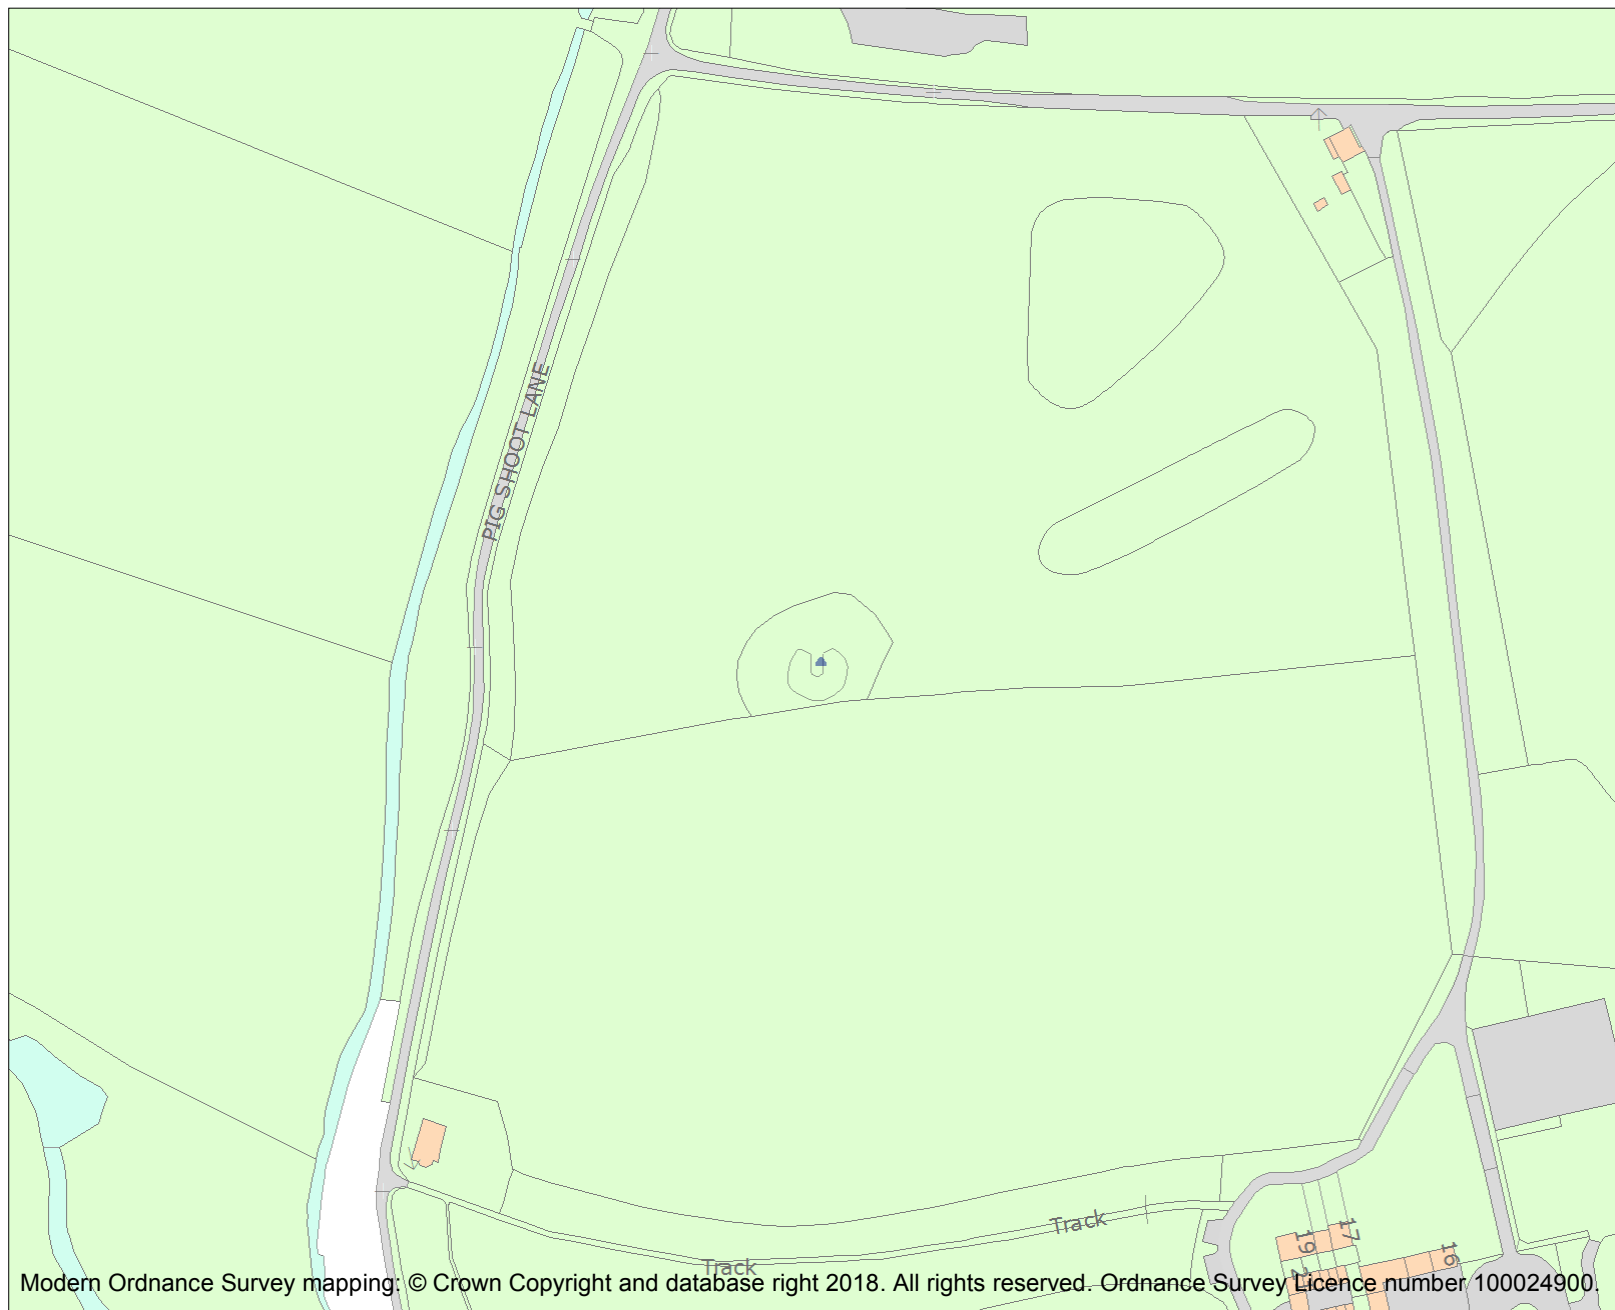 PIG SHOOT LANE
Track
Track
17
19
16
Modern Ordnance Survey mapping: © Crown Copyright and database right 2018. All rights reserved. Ordnance Survey Licence number 100024900.